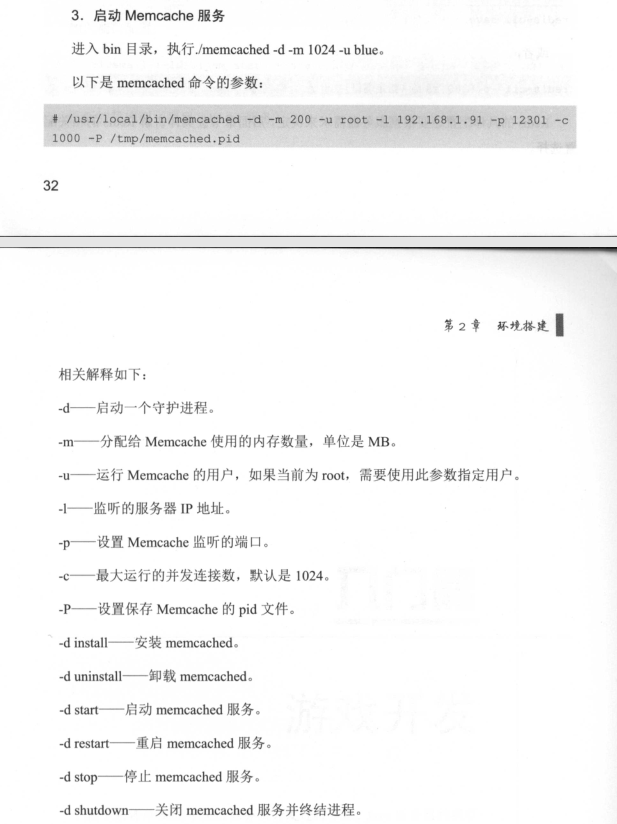 3．启动 Memcache 服务
进入 bin 目录，执行./memcached -d -m 1024 -u blue。
以下是 memcached 命令的参数：
# /usr/local/bin/memcached -d -m 200 -u root -l 192.168.1.91 -p 12301 -c
1000 -P /tmp/memcached.pid
32
第 2 章 环境搭建
相关解释如下：
-d——启动一个守护进程。
-m——分配给 Memcache 使用的内存数量，单位是 MB。
-u——运行 Memcache 的用户，如果当前为 root，需要使用此参数指定用户。
-l——监听的服务器 IP 地址。
-p——设置 Memcache 监听的端口。
-c——最大运行的并发连接数，默认是 1024。
-P——设置保存 Memcache 的 pid 文件。
-d install——安装 memcached。
-d uninstall——卸载 memcached。
-d start——启动 memcached 服务。
-d restart——重启 memcached 服务。
-d stop——停止 memcached 服务。
-d shutdown——关闭 memcached 服务并终结进程。